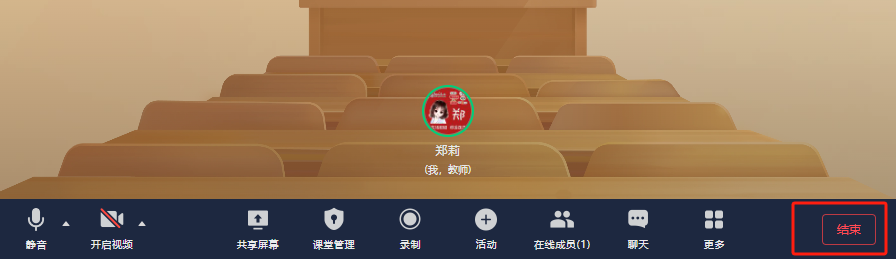 郑
郑莉
(我，教师)
静音
开启视频
共享屏幕
课堂管理
录制
活动
在线成员(1)
聊天
更多
结束